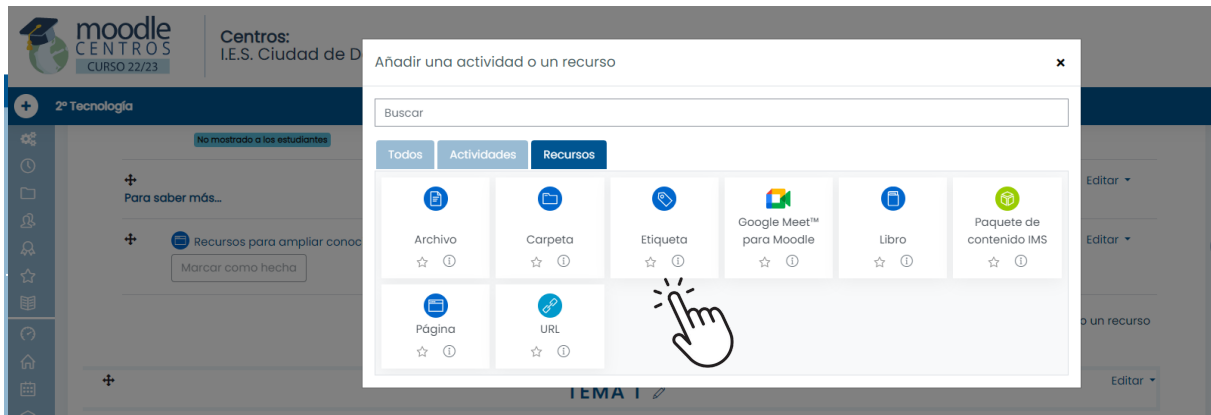 moodle
CENTROS
CURSO 22/23
Centros:
I.E.S. Ciudad de D
Añadir una actividad o un recurso
x
2º Tecnología
Buscar
No mostrado a los estudiantes
Todos
Actividades
Recursos
Para saber más...
Editar
Archivo
Carpeta
Etiqueta
Google Meet™
para Moodle
Libro
Paquete de
contenido IMS
Recursos para ampliar conoc
Editar
Marcar como hecha
Página
URL
o un recurso
TEMA 1
Editar